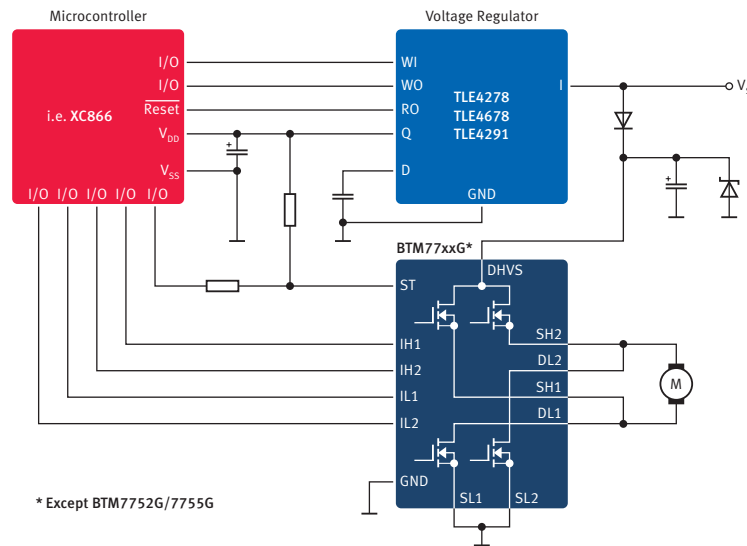 Microcontroller
Voltage Regulator
I/O
WI
I/O
WO
TLE4278
I
i.e. XC866
Reset
RO
TLE4678
V_DD
Q
TLE4291
V_SS
D
I/O I/O I/O I/O I/O
GND
BTM77xxG*
DHVS
ST
IH1
SH2
IH2
DL2
M
IL1
SH1
IL2
DL1
GND
SL1
SL2
* Except BTM7752G/7755G